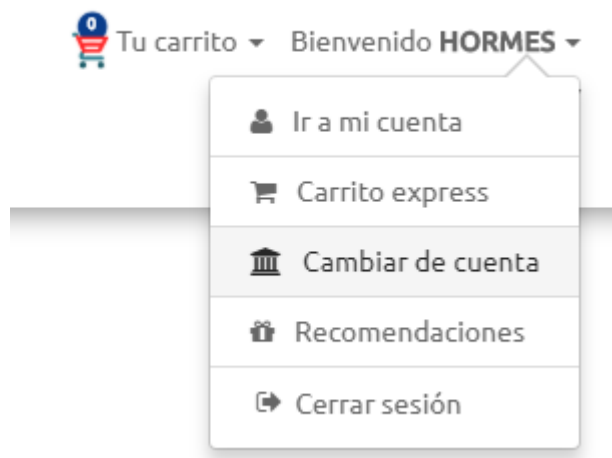 0
Tu carrito Bienvenido HORMES
Ir a mi cuenta
Carrito express
Cambiar de cuenta
Recomendaciones
Cerrar sesión